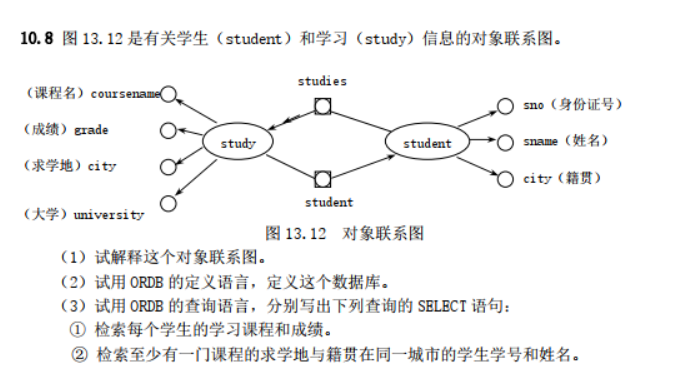 10.8 图 13.12 是有关学生（student）和学习（study）信息的对象联系图。
studies
（课程名）coursename
sno（身份证号）
（成绩）grade
study
student
sname（姓名）
（求学地）city
city（籍贯）
student
（大学）university
图 13.12 对象联系图
（1）试解释这个对象联系图。
（2）试用 ORDB 的定义语言，定义这个数据库。
（3）试用 ORDB 的查询语言，分别写出下列查询的 SELECT 语句：
① 检索每个学生的学习课程和成绩。
② 检索至少有一门课程的求学地与籍贯在同一城市的学生学号和姓名。